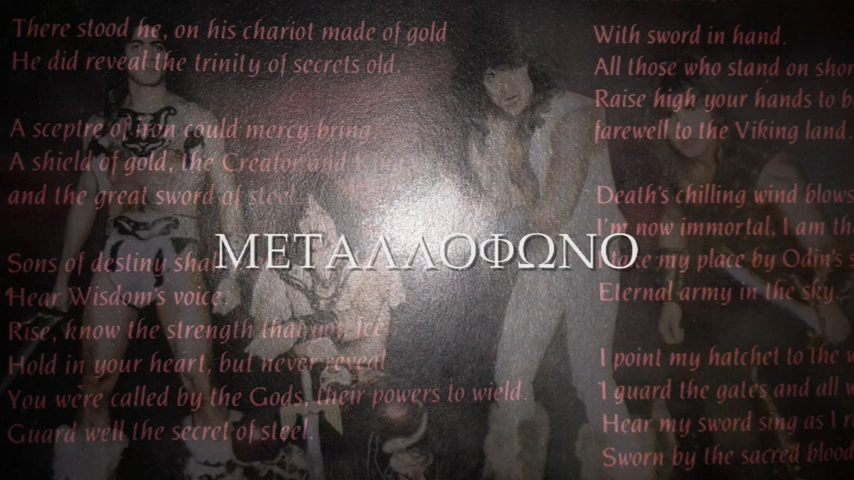 There stood he, on his chariot made of gold
He did reveal the trinity of secrets old.
A sceptre of iron could mercy bring,
A shield of gold, the Creator and
and the great sword of steel.
Sons of destiny
Hear Wisdom's voice.
Rise, know the strength that
Hold in your heart, but never reveal
You were called by the Gods, their powers to wield.
Guard well the secret of steel.
ΜΕΤΑΛΛΟΦΩΝΟ
With sword in hand.
All those who stand on
Raise high your hands to
farewell to the Viking land.
Death's chilling wind blows
I'm now immortal, I am
my place by Odin's
Eternal army in the sky.
I point my hatchet to the
I guard the gates and all
Hear my sword sing as I
Sworn by the sacred blood